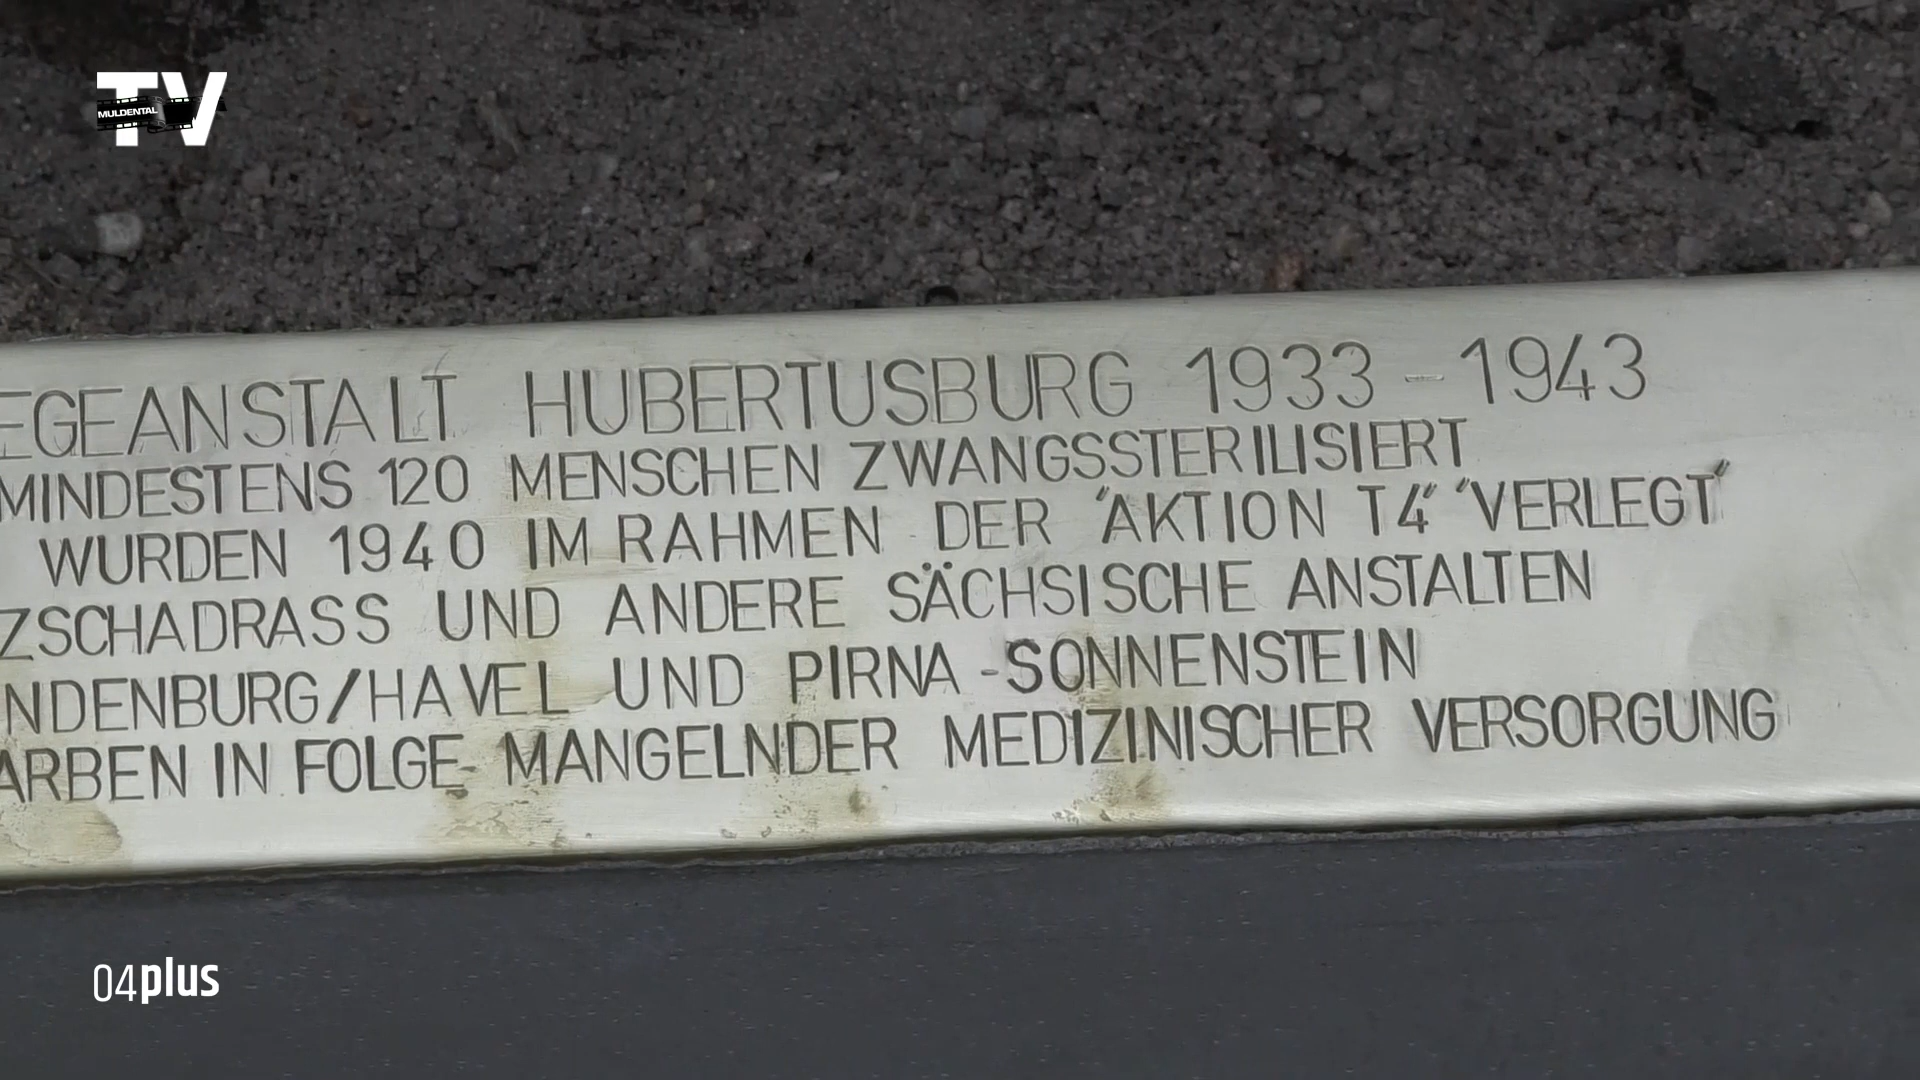 TV
MULDENTAL
EGEANSTALT HUBERTUSBURG 1933-1943
MINDESTENS 120 MENSCHEN ZWANGSSTERILISIERT
WURDEN 1940 IM RAHMEN DER "AKTION T4" "VERLEGT"
ZSCHADRASS UND ANDERE SÄCHSISCHE ANSTALTEN
NDENBURG/HAVEL UND PIRNA-SONNENSTEIN
ARBEN IN FOLGE MANGELNDER MEDIZINISCHER VERSORGUNG
04plus